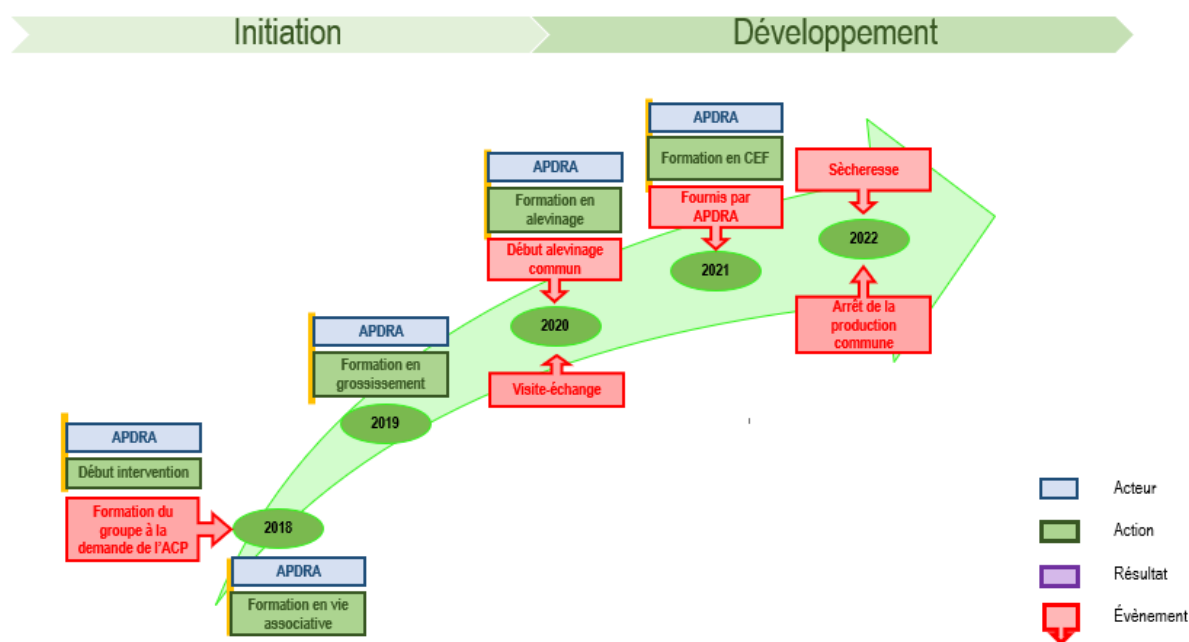 Initiation
Développement
APDRA
Formation en CEF
Fournis par
APDRA
2021
Sècheresse
2022
Arrêt de la
production
commune
APDRA
Formation en
alevinage
Début alevinage
commun
2020
Visite-échange
APDRA
Formation en
grossissement
2019
APDRA
Début intervention
Formation du
groupe à la
demande de l'ACP
2018
APDRA
Formation en vie
associative
Acteur
Action
Résultat
Évènement